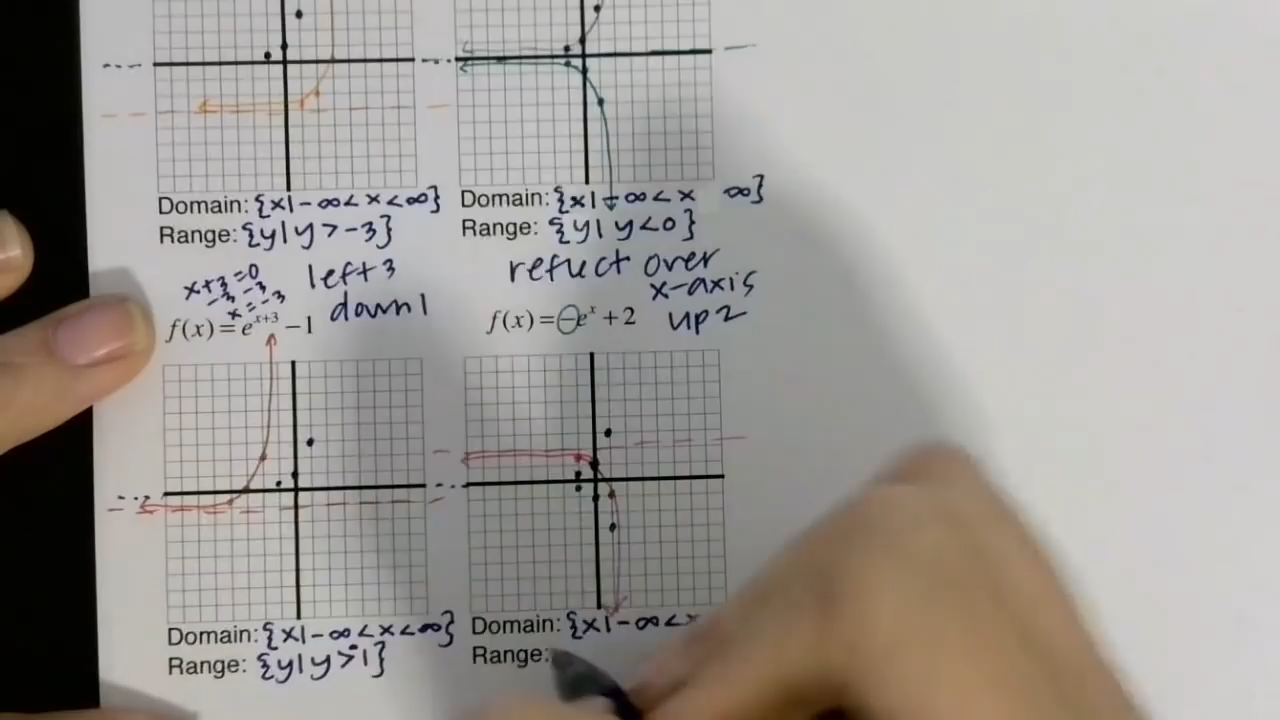 Domain: {x|-∞<x<∞}
Range: {y|y>-3}
Domain: {x|-∞<x ∞}
Range: {y|y<0}
x+3=0
-3 -3
x=-3
left 3
down 1
f(x)=e^{x+3}-1
reflect over
x-axis
up 2
f(x)=-e^x+2
Domain: {x|-∞<x<∞}
Range: {y|y>-1}
Domain: {x|-∞<x
Range: